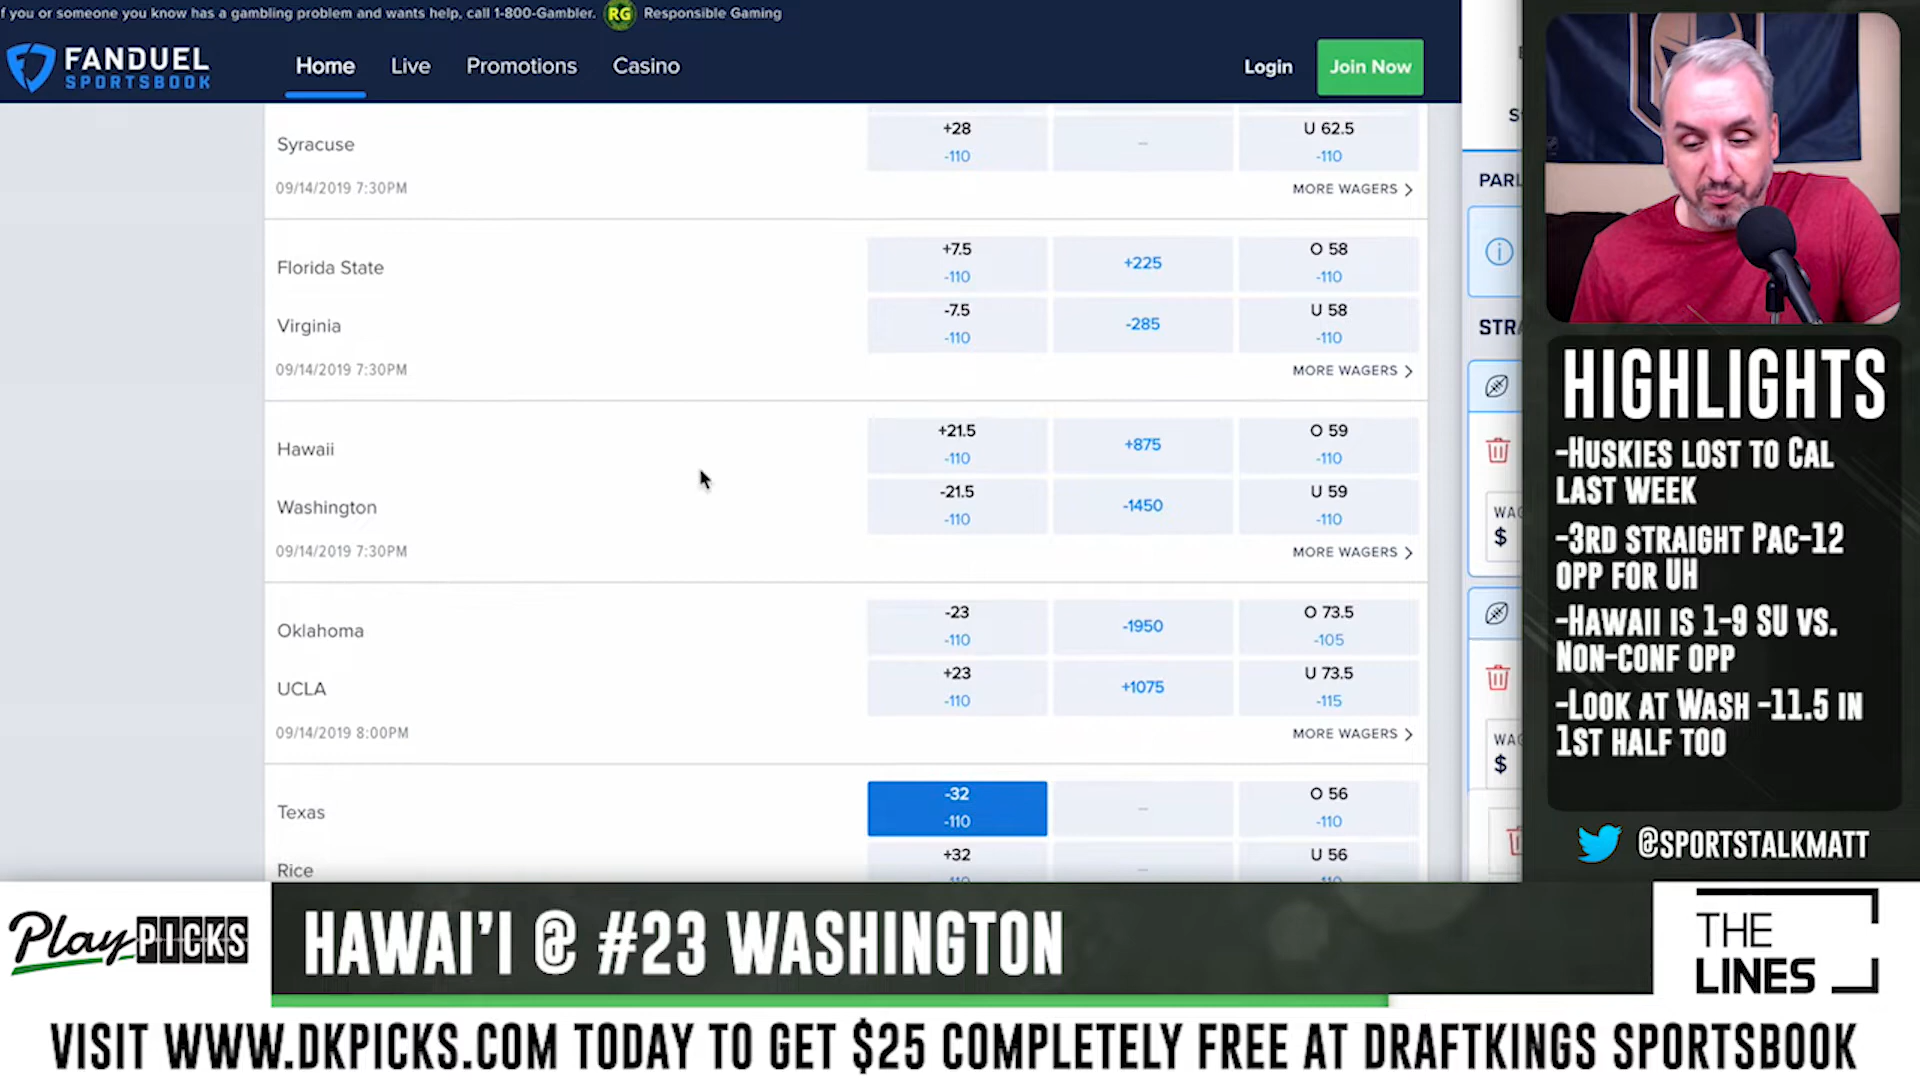 f you or someone you know has a gambling problem and wants help, call 1-800-Gambler. RG Responsible Gaming
FANDUEL
SPORTSBOOK
Home Live Promotions Casino
Login Join Now
Syracuse
+28
-110
–
U 62.5
-110
09/14/2019 7:30PM
MORE WAGERS
Florida State
+7.5
-110
+225
O 58
-110
Virginia
-7.5
-110
-285
U 58
-110
09/14/2019 7:30PM
MORE WAGERS
Hawaii
+21.5
-110
+875
O 59
-110
Washington
-21.5
-110
-1450
U 59
-110
09/14/2019 7:30PM
MORE WAGERS
Oklahoma
-23
-110
-1950
O 73.5
-105
UCLA
+23
-110
+1075
U 73.5
-115
09/14/2019 8:00PM
MORE WAGERS
Texas
-32
-110
–
O 56
-110
Rice
+32
–
U 56
PARL
STRA
WAG
$
WAG
$
HIGHLIGHTS
-HUSKIES LOST TO CAL
LAST WEEK
-3RD STRAIGHT PAC-12
OPP FOR UH
-HAWAII IS 1-9 SU VS.
NON-CONF OPP
-LOOK AT WASH -11.5 IN
1ST HALF TOO
@SPORTSTALKMATT
Play PICKS
HAWAI'I @ #23 WASHINGTON
THE
LINES
VISIT WWW.DKPICKS.COM TODAY TO GET $25 COMPLETELY FREE AT DRAFTKINGS SPORTSBOOK